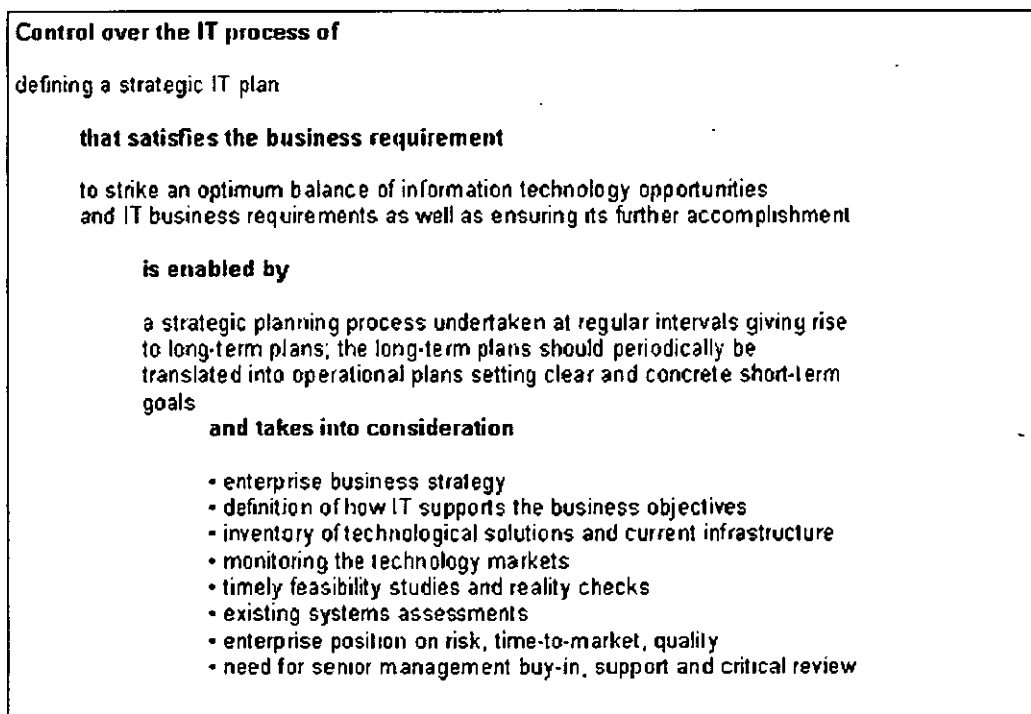 Control over the IT process of
defining a strategic IT plan
that satisfies the business requirement
to strike an optimum balance of information technology opportunities
and IT business requirements as well as ensuring its further accomplishment
is enabled by
a strategic planning process undertaken at regular intervals giving rise
to long-term plans; the long-term plans should periodically be
translated into operational plans setting clear and concrete short-term
goals
and takes into consideration
• enterprise business strategy
• definition of how IT supports the business objectives
• inventory of technological solutions and current infrastructure
• monitoring the technology markets
• timely feasibility studies and reality checks
• existing systems assessments
• enterprise position on risk, time-to-market, quality
• need for senior management buy-in, support and critical review